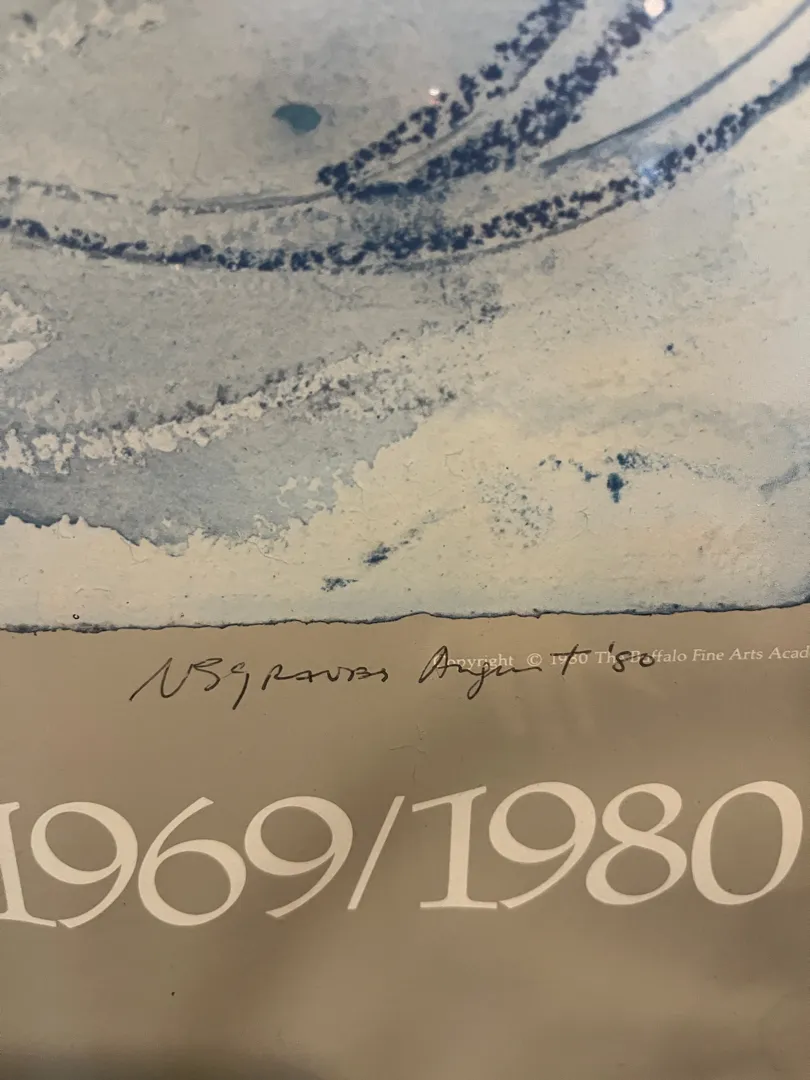 Copyright © 1980 The Buffalo Fine Arts Acad
NSGRAVES August '80
1969/1980